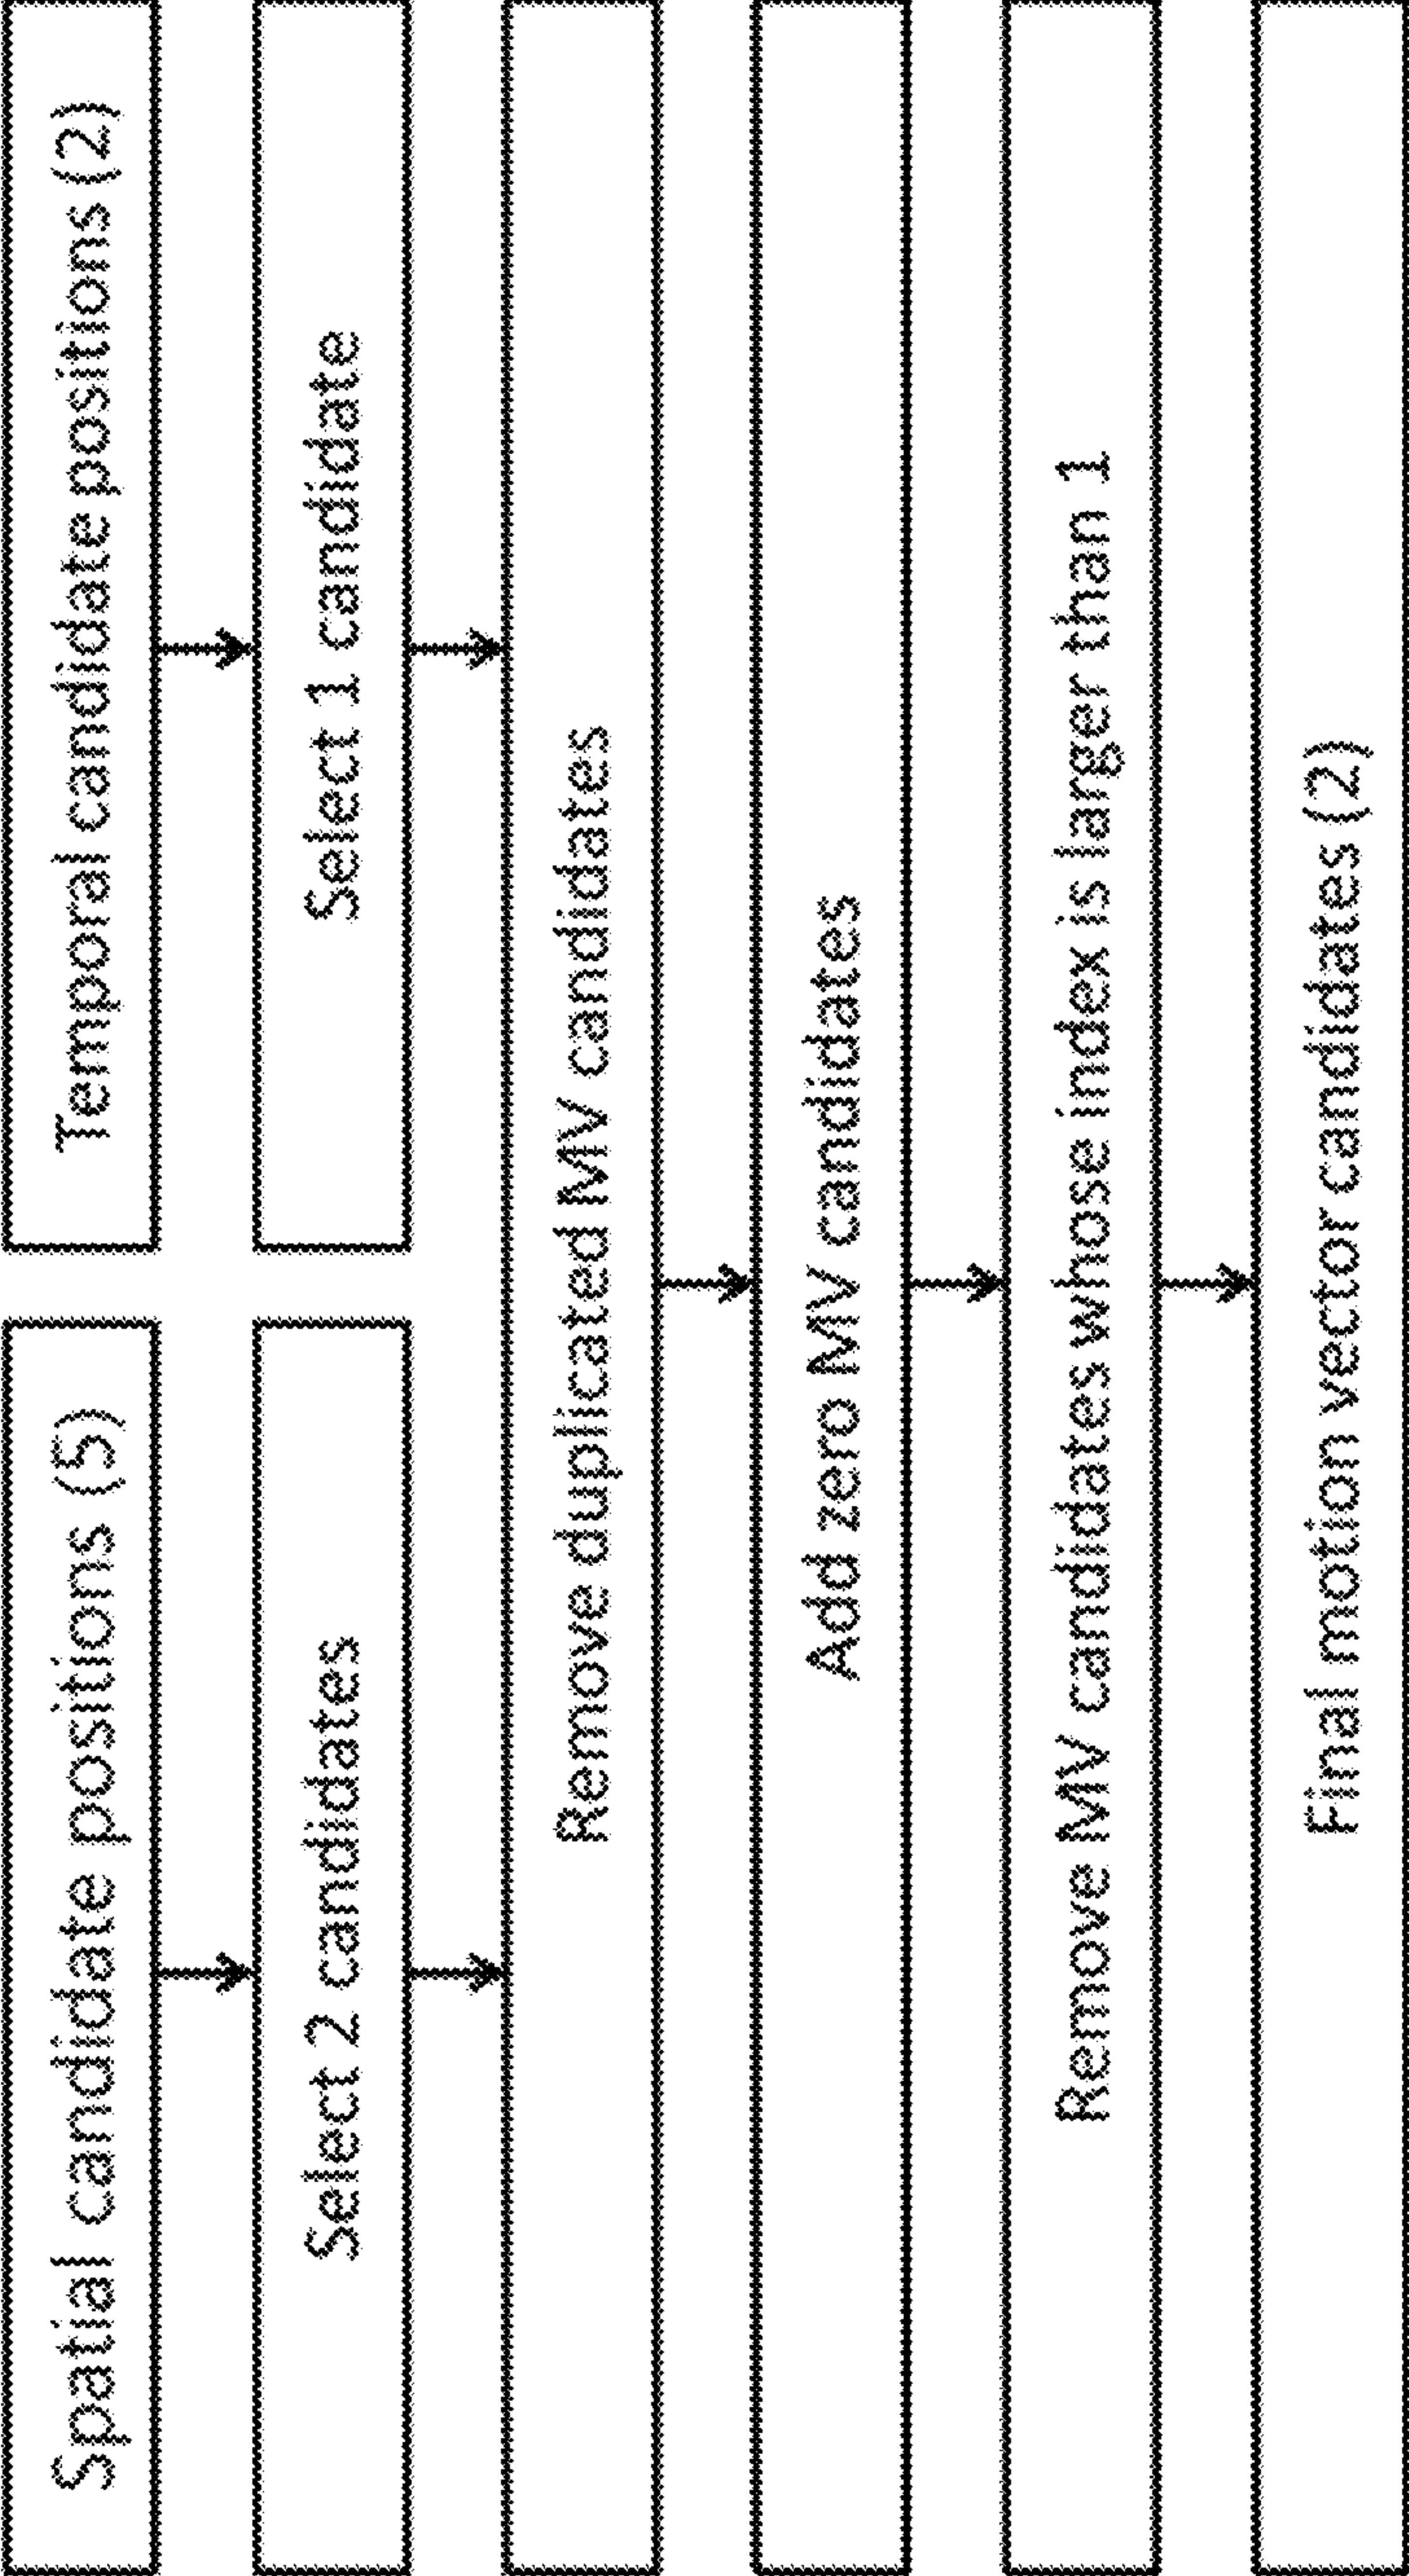 Spatial candidate positions (5)
Temporal candidate positions (2)
Select 2 candidates
Select 1 candidate
Remove duplicated MV candidates
Add zero MV candidates
Remove MV candidates whose index is larger than 1
Final motion vector candidates (2)